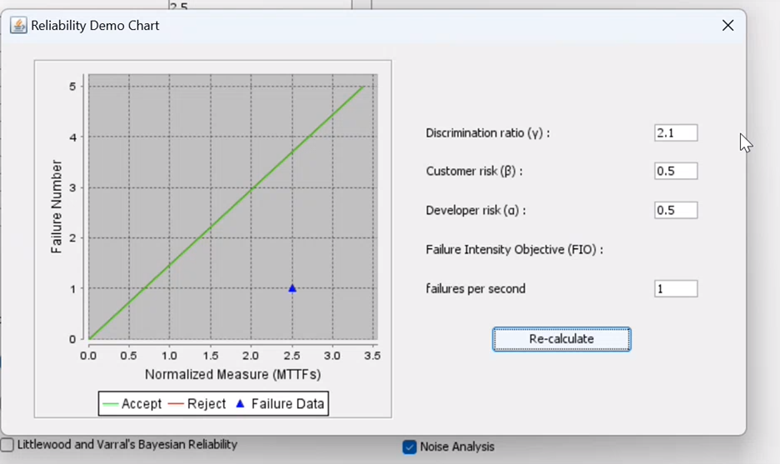 2.5
Reliability Demo Chart
5
4
3
2
1
0
Failure Number
0.0 0.5 1.0 1.5 2.0 2.5 3.0 3.5
Normalized Measure (MTTFs)
Accept Reject Failure Data
Discrimination ratio (γ) : 2.1
Customer risk (β) : 0.5
Developer risk (α) : 0.5
Failure Intensity Objective (FIO) :
failures per second 1
Re-calculate
Littlewood and Varral's Bayesian Reliability
Noise Analysis